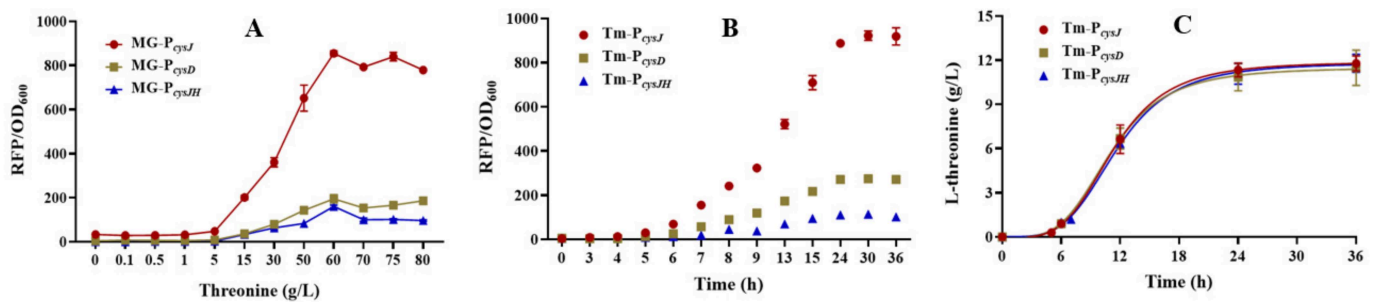 A
MG-PcysJ
MG-PcysD
MG-PcysJH
RFP/OD600
1000
800
600
400
200
0
0 0.1 0.5 1 5 15 30 50 60 70 75 80
Threonine (g/L)
B
Tm-PcysJ
Tm-PcysD
Tm-PcysJH
RFP/OD600
1000
800
600
400
200
0
0 3 4 5 6 7 8 9 13 15 24 30 36
Time (h)
C
Tm-PcysJ
Tm-PcysD
Tm-PcysJH
L-threonine (g/L)
15
12
9
6
3
0
0 6 12 18 24 30 36
Time (h)